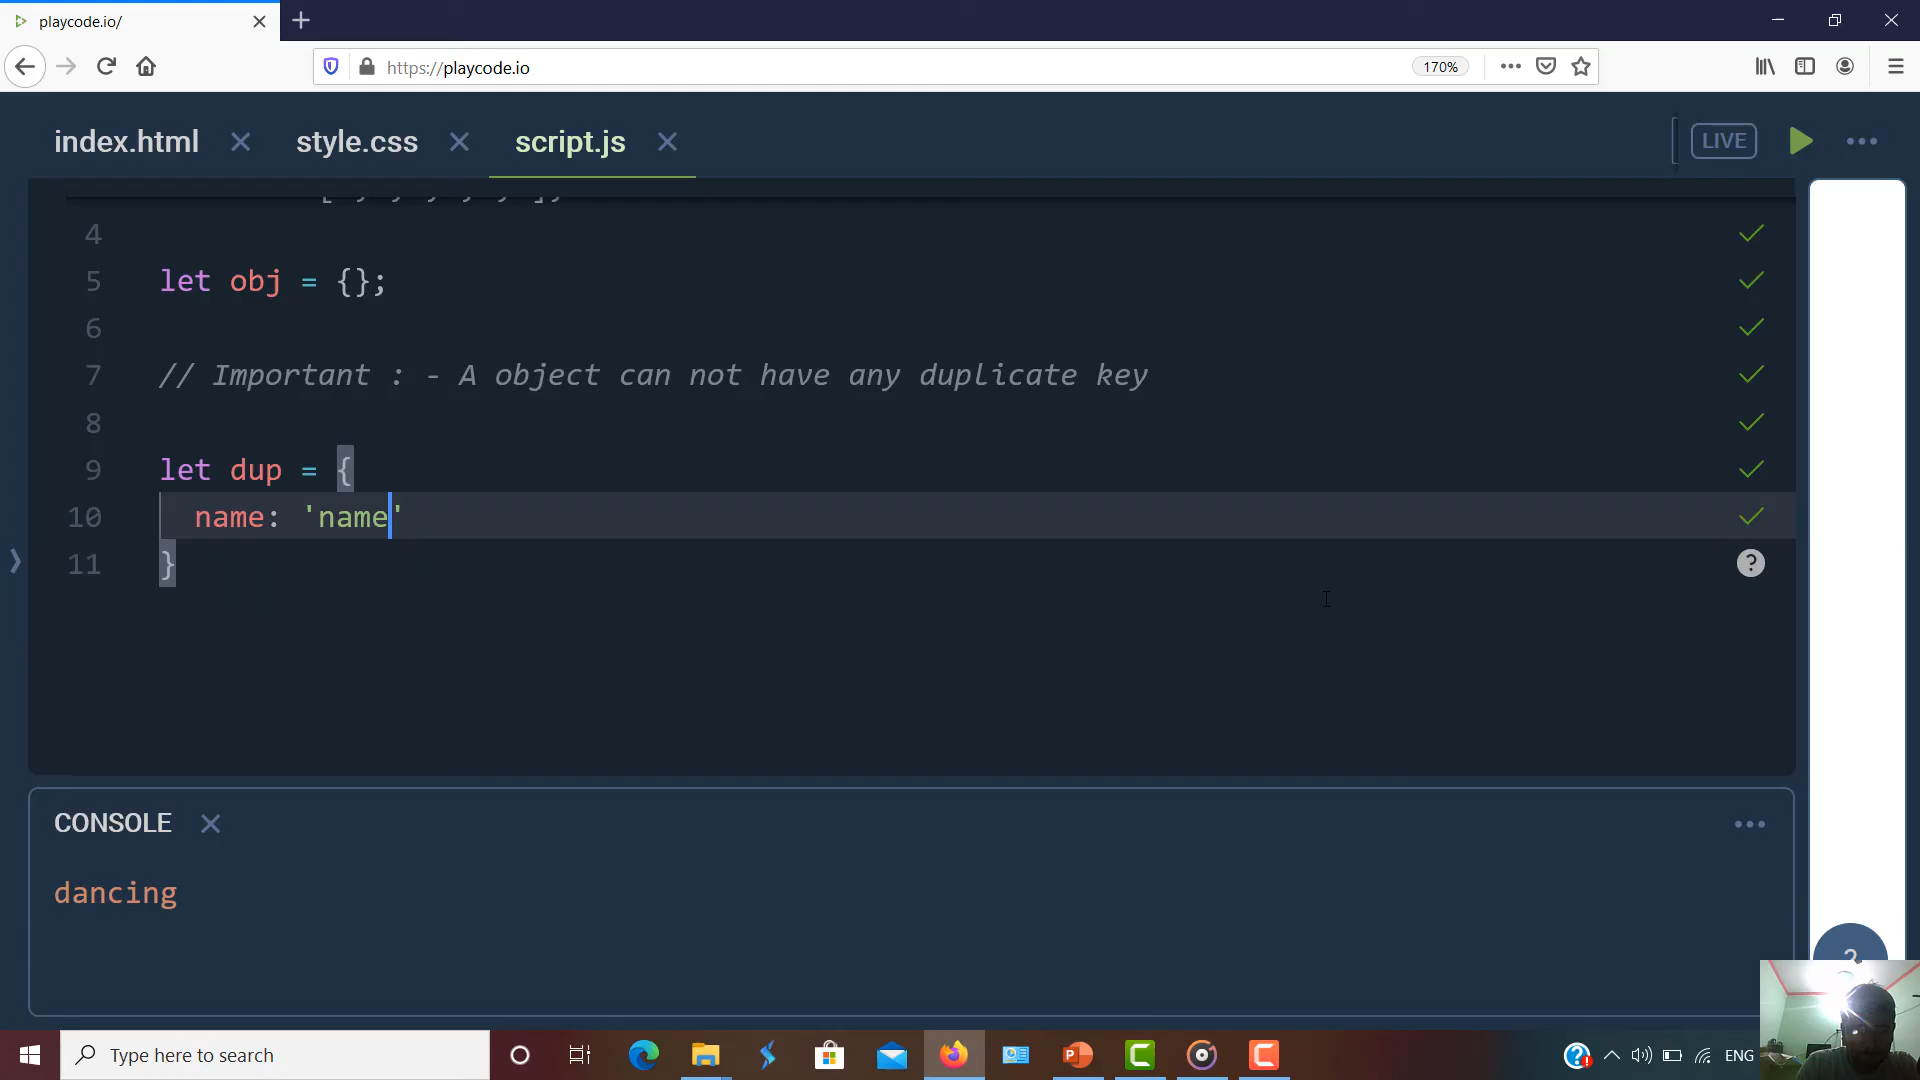 playcode.io/
https://playcode.io
170%
index.html
style.css
script.js
LIVE
4
5 let obj = {};
6
7 // Important : - A object can not have any duplicate key
8
9 let dup = {
10 name: 'name'
11 }
?
CONSOLE
dancing
?
Type here to search
ENG